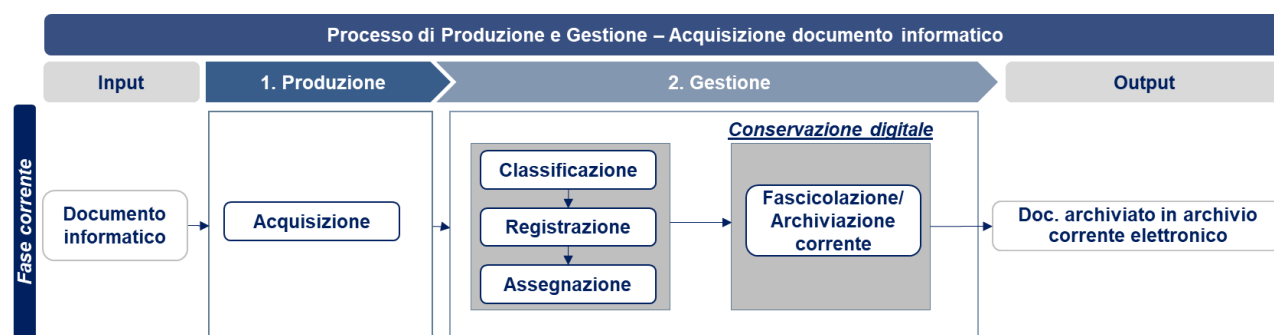 Processo di Produzione e Gestione – Acquisizione documento informatico
Input
1. Produzione
2. Gestione
Output
Fase corrente
Documento
informatico
Acquisizione
Classificazione
Registrazione
Assegnazione
Conservazione digitale
Fascicolazione/
Archiviazione
corrente
Doc. archiviato in archivio
corrente elettronico